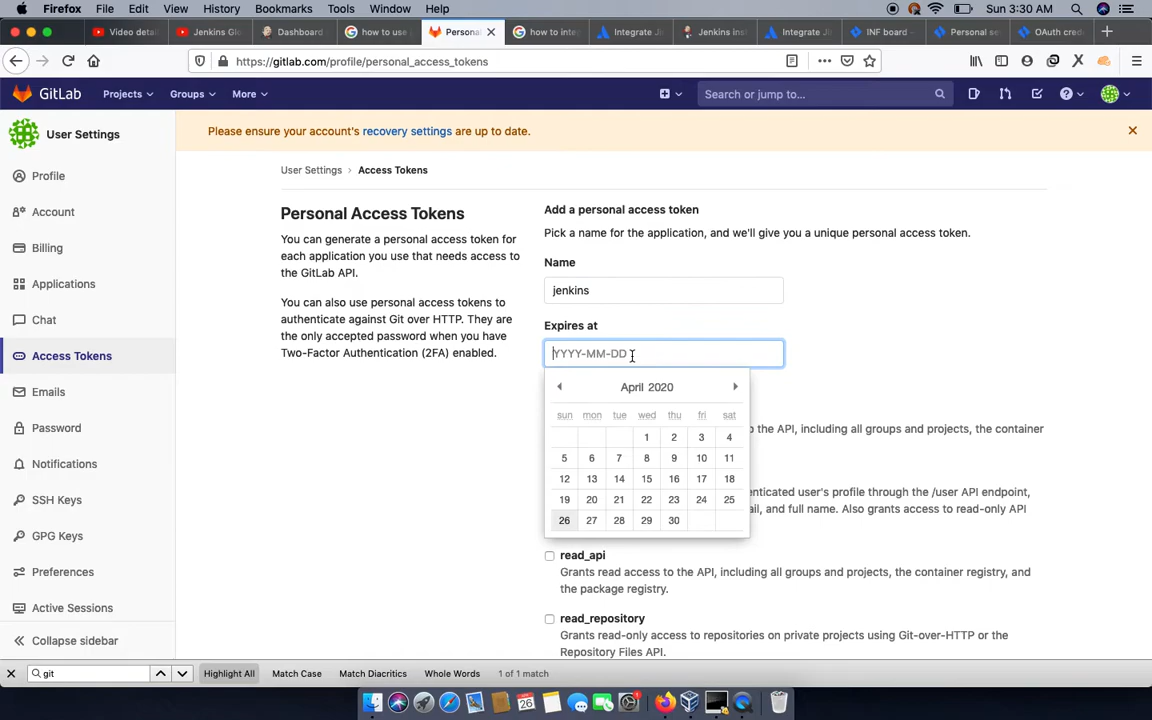 Firefox File Edit View History Bookmarks Tools Window Help Sun 3:30 AM
Video detai Jenkins Glo Dashboard how to use Personal how to inte Integrate Ji Jenkins inst Integrate Ji INF board - Personal se OAuth cred
https://gitlab.com/profile/personal_access_tokens
GitLab Projects Groups More Search or jump to...
User Settings
Please ensure your account's recovery settings are up to date.
Profile
Account
Billing
Applications
Chat
Access Tokens
Emails
Password
Notifications
SSH Keys
GPG Keys
Preferences
Active Sessions
Collapse sidebar
User Settings › Access Tokens
Personal Access Tokens
You can generate a personal access token for
each application you use that needs access to
the GitLab API.
You can also use personal access tokens to
authenticate against Git over HTTP. They are
the only accepted password when you have
Two-Factor Authentication (2FA) enabled.
Add a personal access token
Pick a name for the application, and we'll give you a unique personal access token.
Name
jenkins
Expires at
YYYY-MM-DD
April 2020
sun mon tue wed thu fri sat
1 2 3 4
5 6 7 8 9 10 11
12 13 14 15 16 17 18
19 20 21 22 23 24 25
26 27 28 29 30
to the API, including all groups and projects, the container
enticated user's profile through the /user API endpoint,
ail, and full name. Also grants access to read-only API
read_api
Grants read access to the API, including all groups and projects, the container registry, and
the package registry.
read_repository
Grants read-only access to repositories on private projects using Git-over-HTTP or the
Repository Files API.
git Highlight All Match Case Match Diacritics Whole Words 1 of 1 match
26